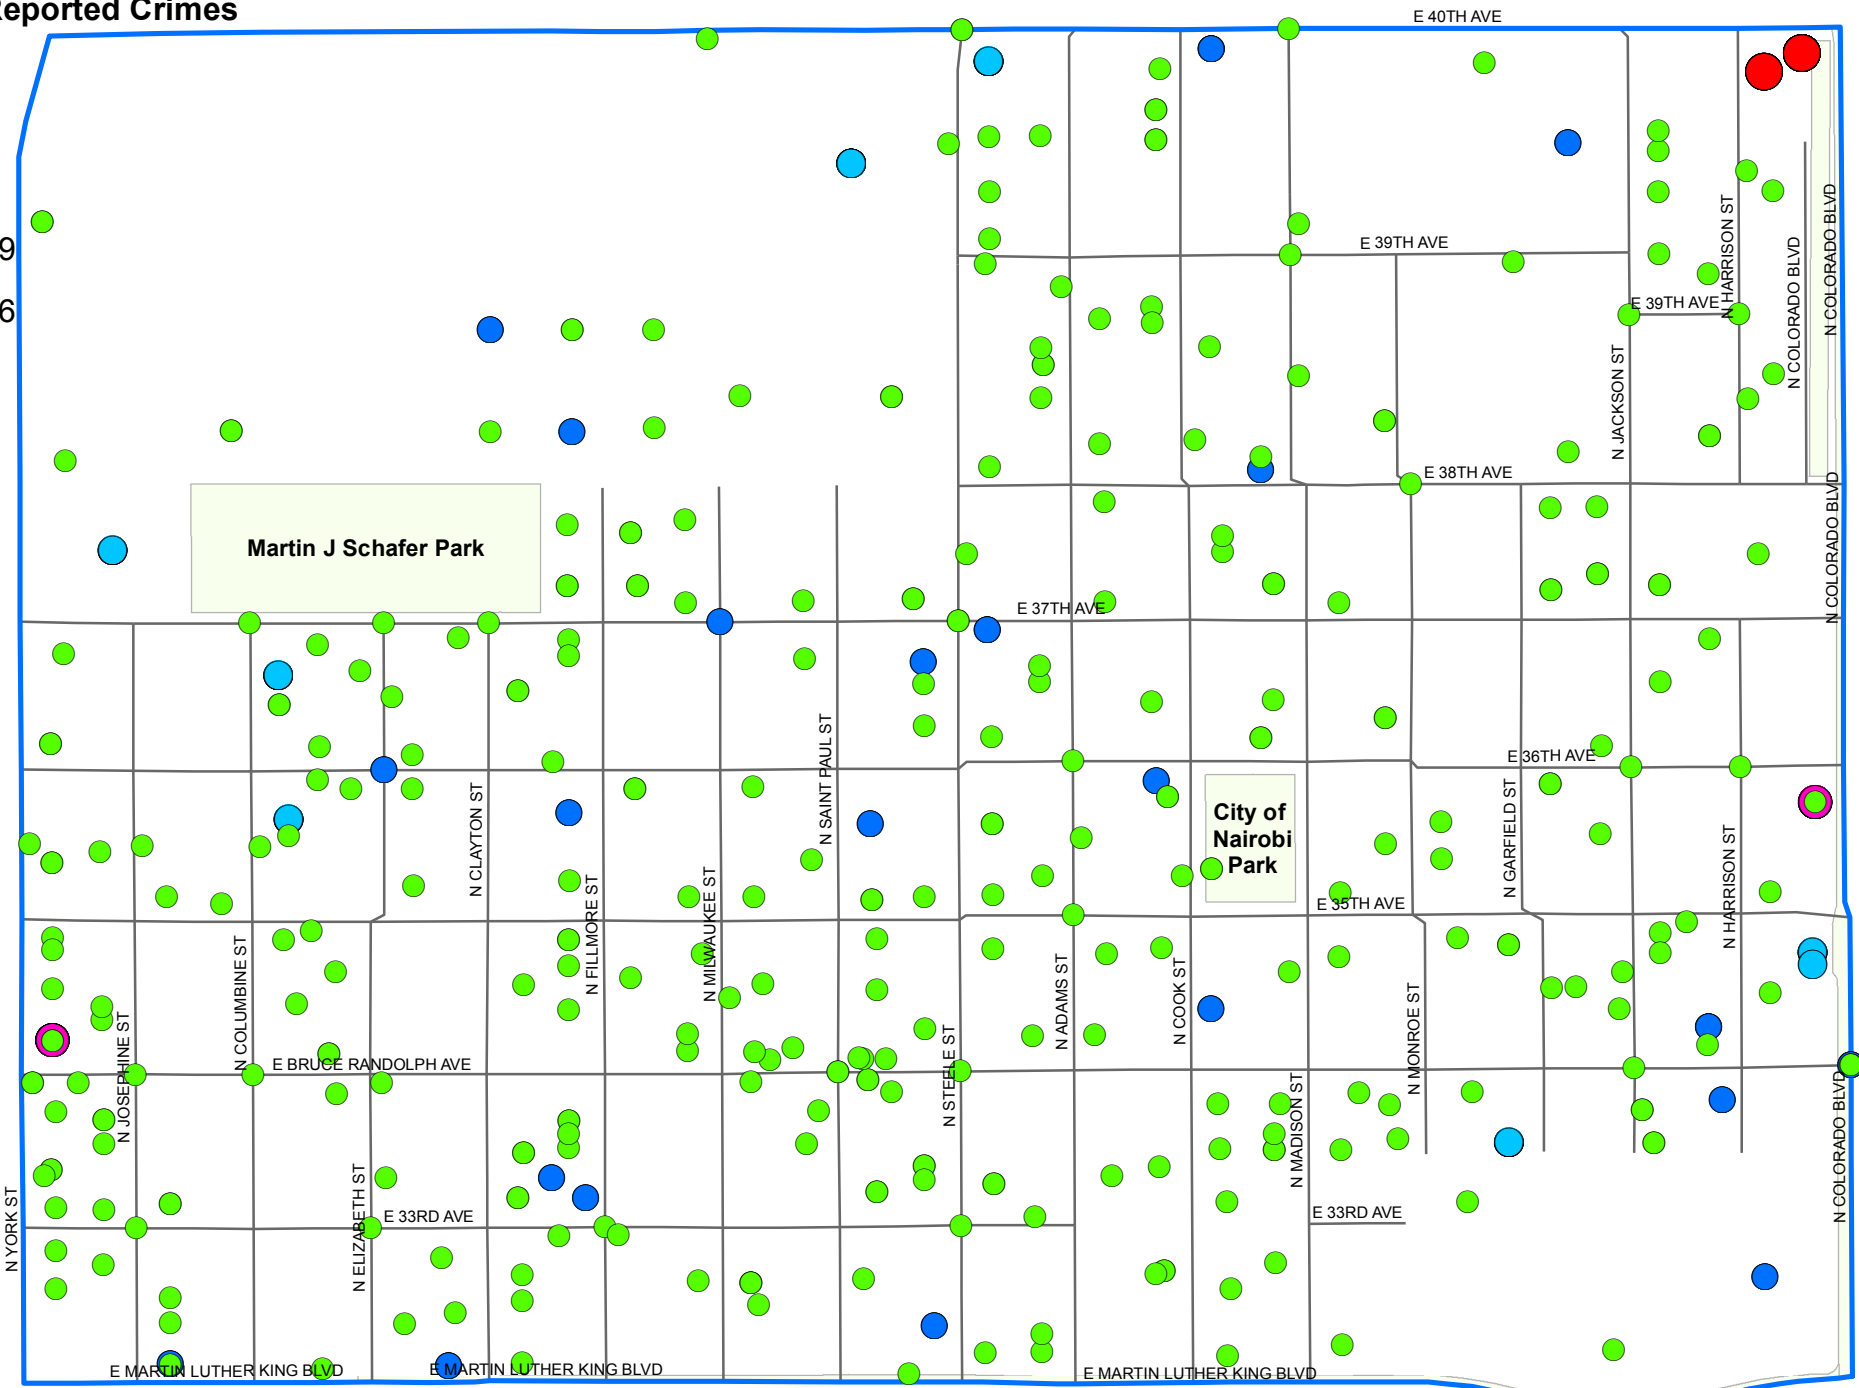 Reported Crimes
E 40TH AVE
9
E 39TH AVE
6
E 39TH AVE
N HARRISON ST
N COLORADO BLVD
N COLORADO BLVD
N JACKSON ST
E 38TH AVE
N COLORADO BLVD
Martin J Schafer Park
E 37TH AVE
N SAINT PAUL ST
E 36TH AVE
N CLAYTON ST
N GARFIELD ST
City of
Nairobi
Park
N HARRISON ST
N FILLMORE ST
N MILWAUKEE ST
E 35TH AVE
N COLUMBINE ST
N ADAMS ST
N COOK ST
N MONROE ST
N JOSEPHINE ST
E BRUCE RANDOLPH AVE
N STEELE ST
N MADISON ST
N COLORADO BLVD
N YORK ST
N ELIZABETH ST
E 33RD AVE
E 33RD AVE
E MARTIN LUTHER KING BLVD
E MARTIN LUTHER KING BLVD
E MARTIN LUTHER KING BLVD